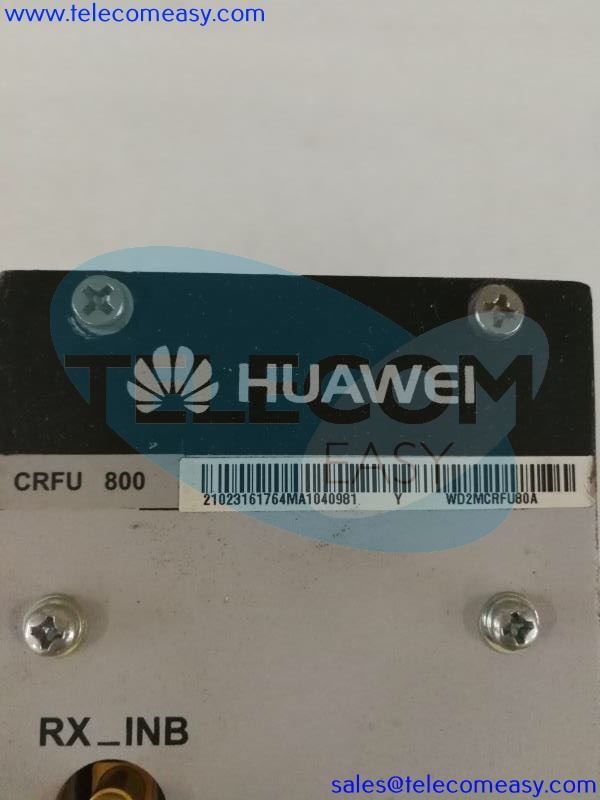 www.telecomeasy.com
HUAWEI
TELECOM
EASY
CRFU 800
21023161764MA1040981 Y WD2MCRFU80A
RX_INB
sales@telecomeasy.com